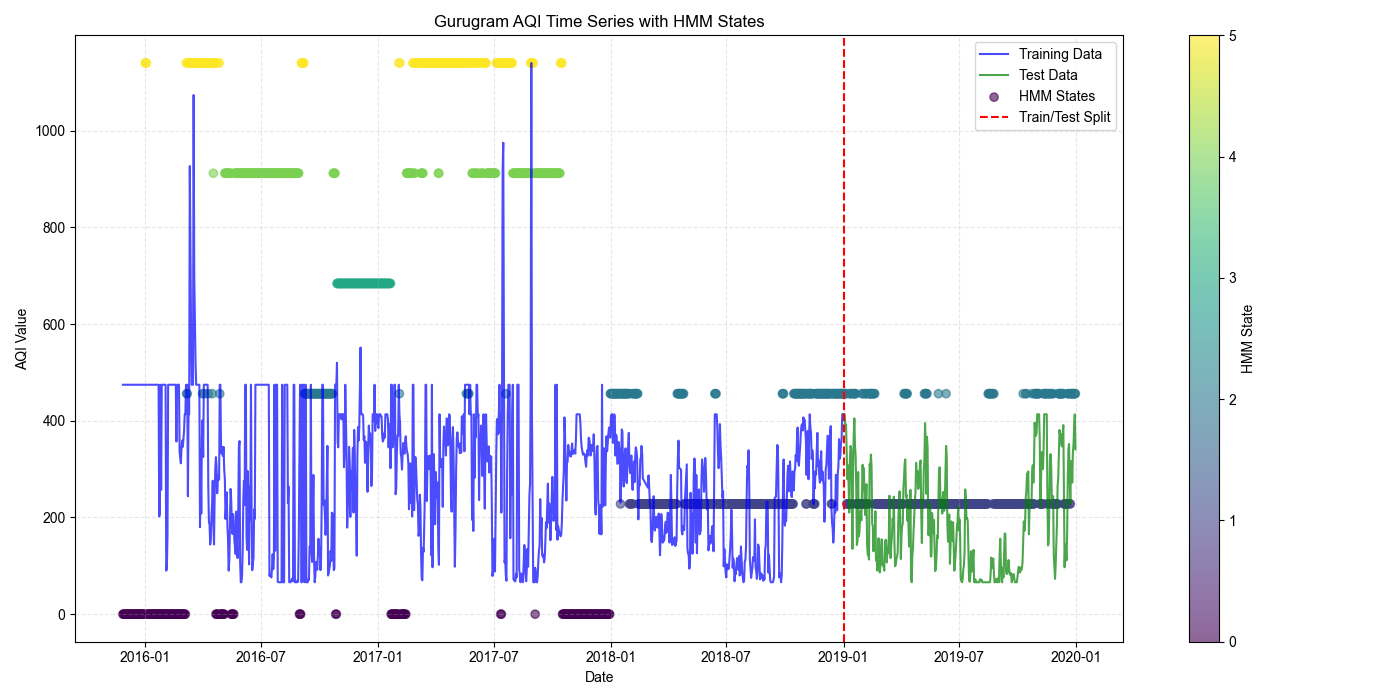 Gurugram AQI Time Series with HMM States
Training Data
Test Data
HMM States
Train/Test Split
AQI Value
1000
800
600
400
200
0
2016-01
2016-07
2017-01
2017-07
2018-01
2018-07
2019-01
2019-07
2020-01
Date
5
4
3
2
1
0
HMM State